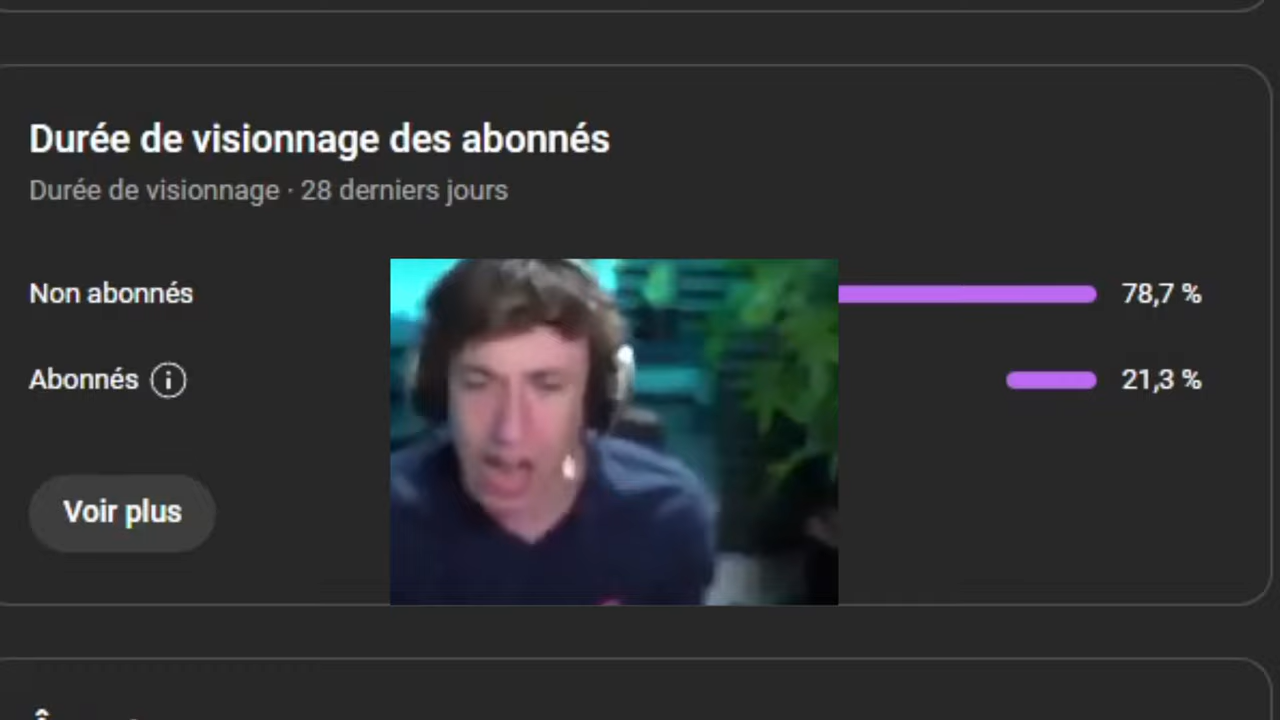 Durée de visionnage des abonnés
Durée de visionnage · 28 derniers jours
Non abonnés 78,7 %
Abonnés 21,3 %
Voir plus